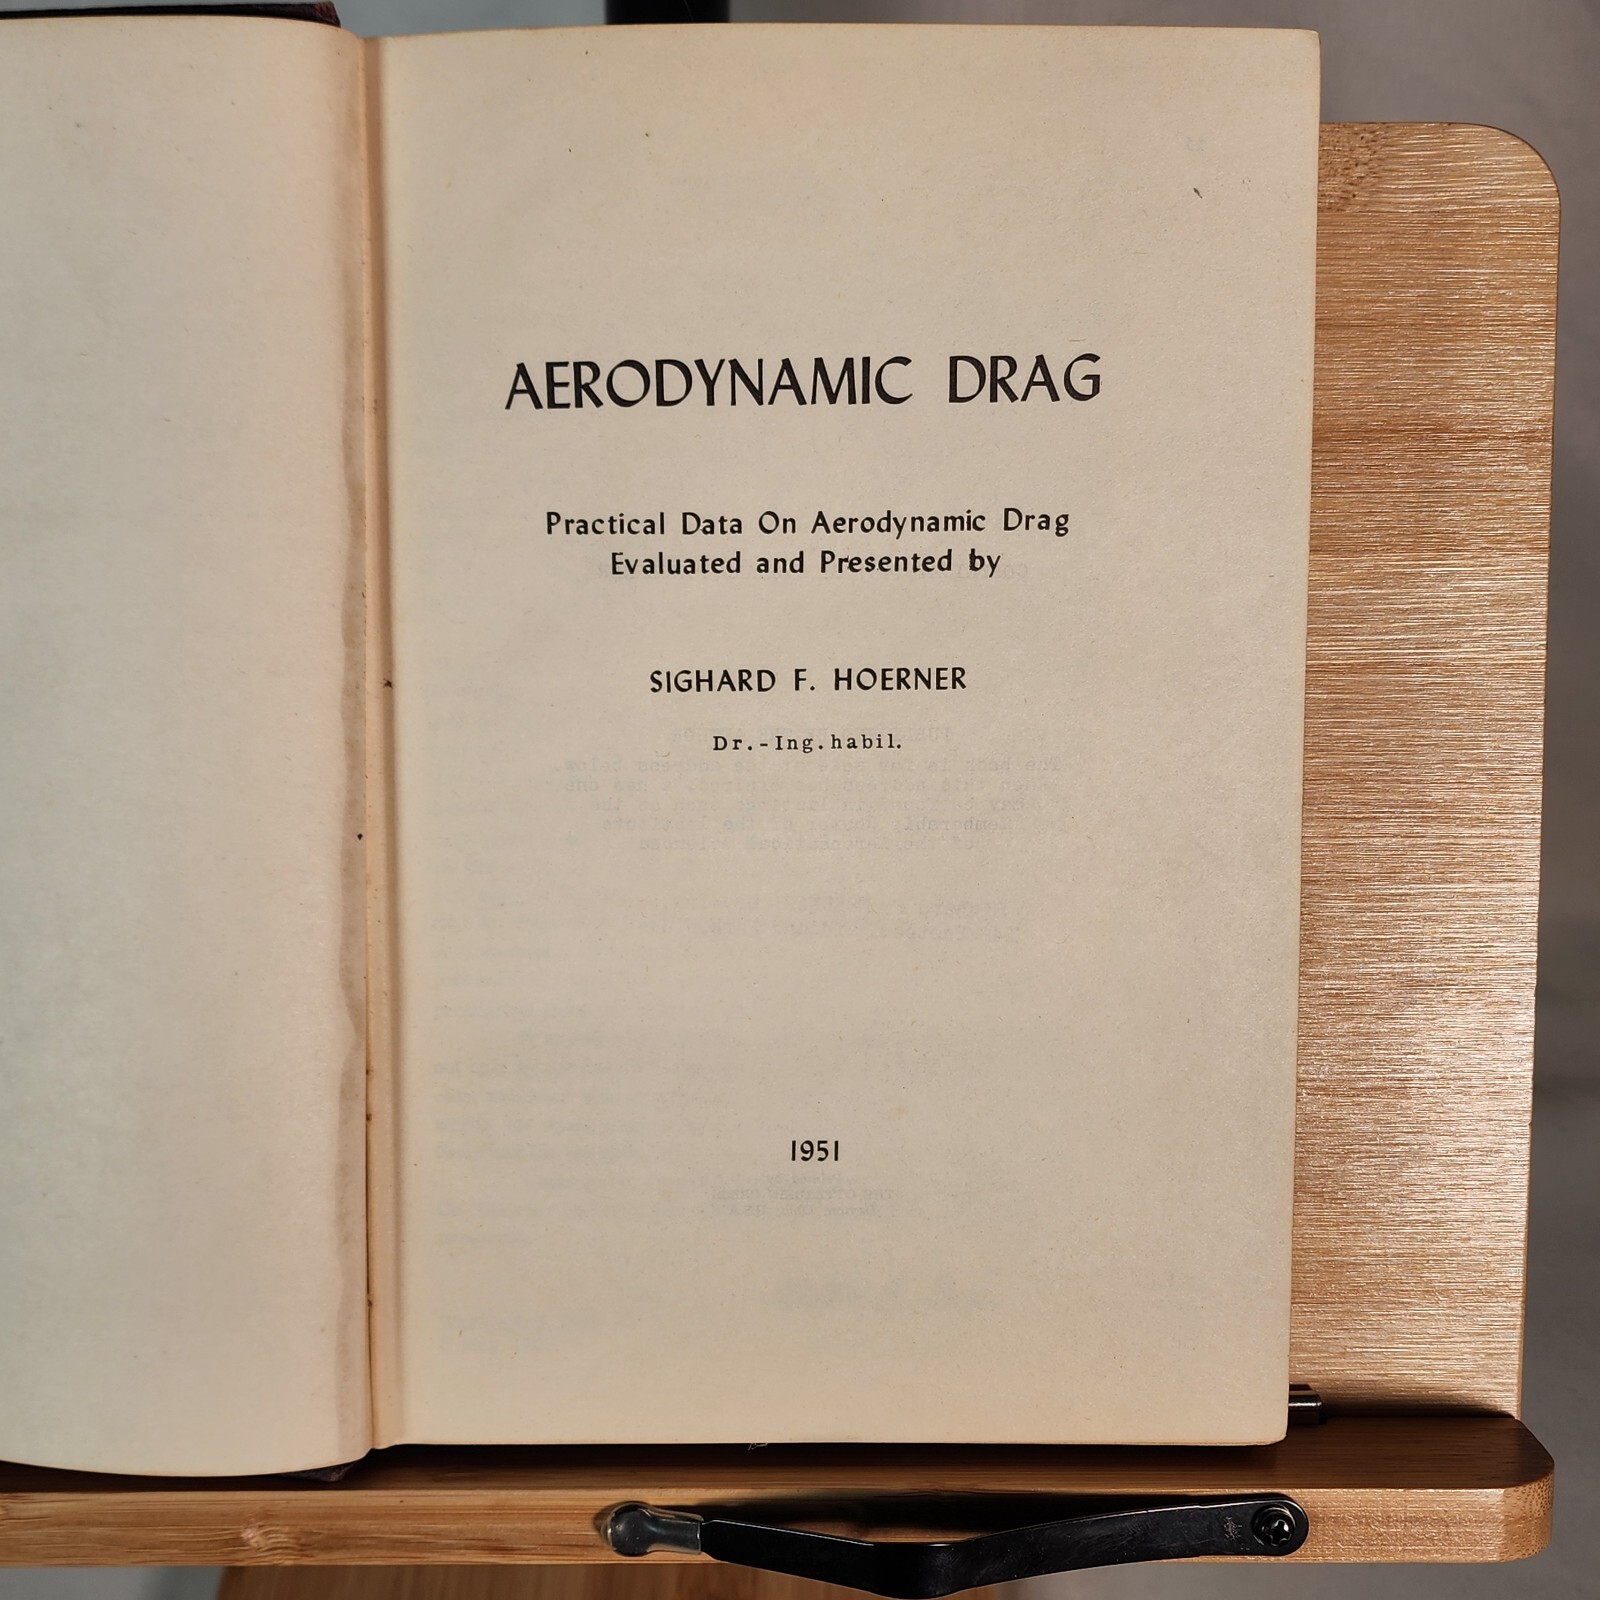 AERODYNAMIC DRAG
Practical Data On Aerodynamic Drag
Evaluated and Presented by
SIGHARD F. HOERNER
Dr.-Ing.habil.
1951